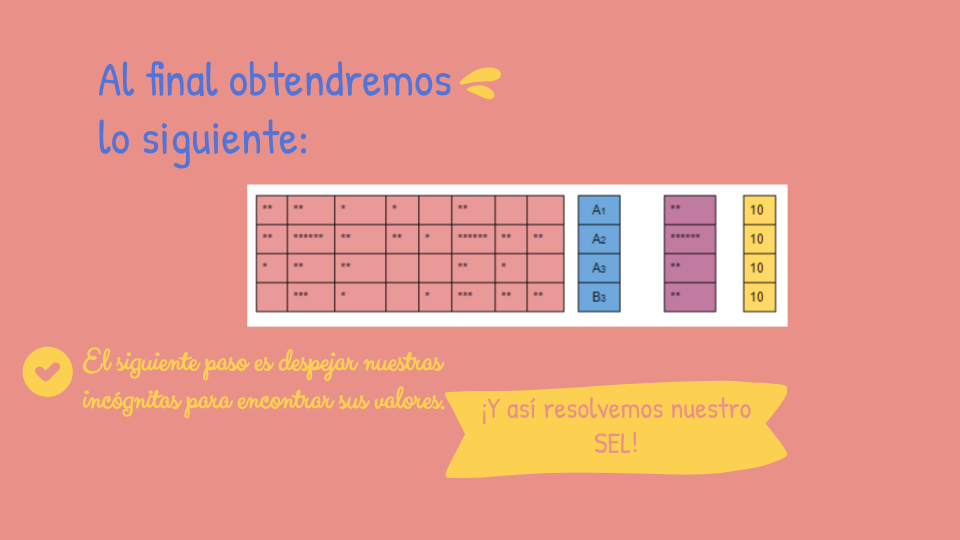 Al final obtendremos
lo siguiente:
** ** * * ** A1 ** 10
** ****** ** ** * ****** ** ** A2 ****** 10
* ** ** ** * A3 ** 10
*** * * *** ** ** B3 ** 10
El siguiente paso es despejar nuestras
incógnitas para encontrar sus valores.
¡Y así resolvemos nuestro
SEL!